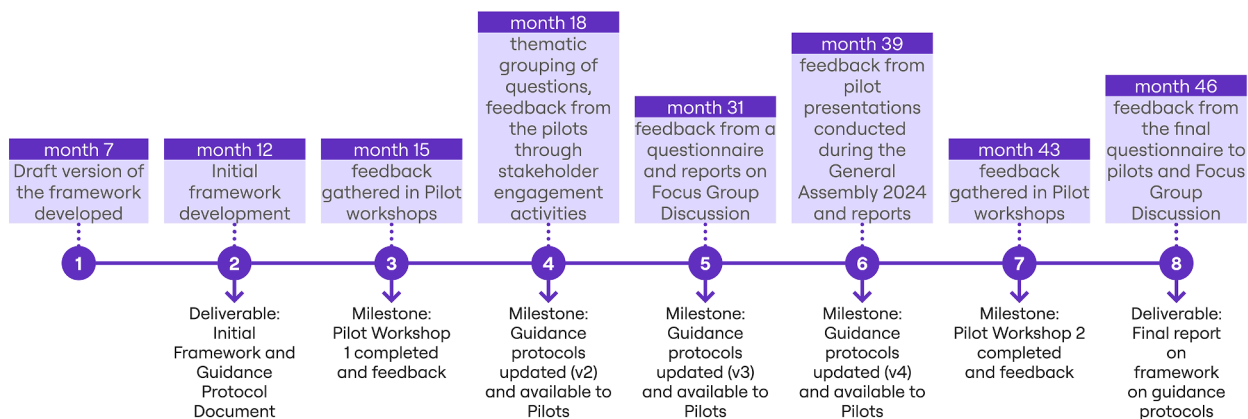 month 7
Draft version of
the framework
developed
month 12
Initial
framework
development
month 15
feedback
gathered in Pilot
workshops
month 18
thematic
grouping of
questions,
feedback from
the pilots
through
stakeholder
engagement
activities
month 31
feedback from a
questionnaire
and reports on
Focus Group
Discussion
month 39
feedback from
pilot
presentations
conducted
during the
General
Assembly 2024
and reports
month 43
feedback
gathered in Pilot
workshops
month 46
feedback from
the final
questionnaire to
pilots and Focus
Group
Discussion
1
2
3
4
5
6
7
8
Deliverable:
Initial
Framework and
Guidance
Protocol
Document
Milestone:
Pilot Workshop
1 completed
and feedback
Milestone:
Guidance
protocols
updated (v2)
and available to
Pilots
Milestone:
Guidance
protocols
updated (v3)
and available to
Pilots
Milestone:
Guidance
protocols
updated (v4)
and available to
Pilots
Milestone:
Pilot Workshop 2
completed
and feedback
Deliverable:
Final report
on
framework
on guidance
protocols